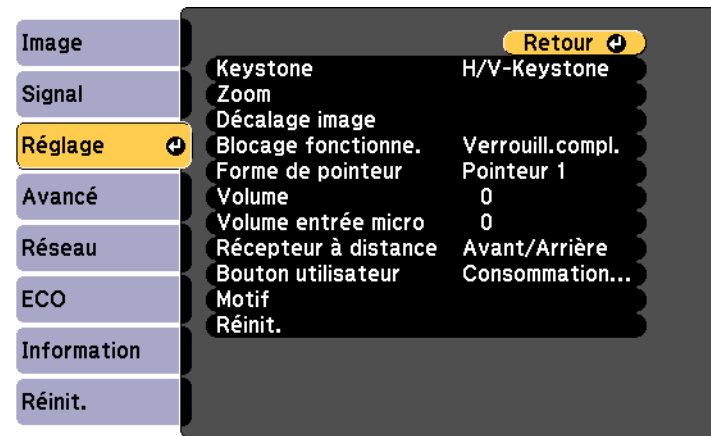 Image
Signal
Réglage
Avancé
Réseau
ECO
Information
Réinit.
Retour
Keystone H/V-Keystone
Zoom
Décalage image
Blocage fonctionne. Verrouill.compl.
Forme de pointeur Pointeur 1
Volume 0
Volume entrée micro 0
Récepteur à distance Avant/Arrière
Bouton utilisateur Consommation...
Motif
Réinit.